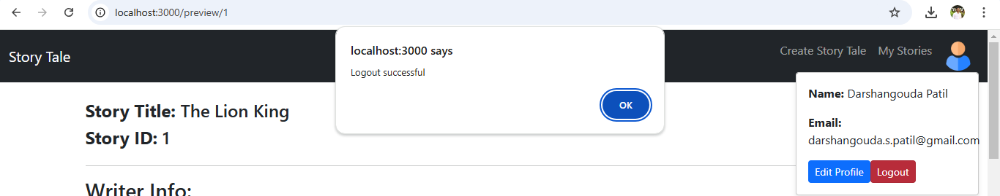 localhost:3000/preview/1
Story Tale
Create Story Tale My Stories
localhost:3000 says
Logout successful
OK
Name: Darshangouda Patil
Email:
darshangouda.s.patil@gmail.com
Edit Profile Logout
Story Title: The Lion King
Story ID: 1
Writer Info: